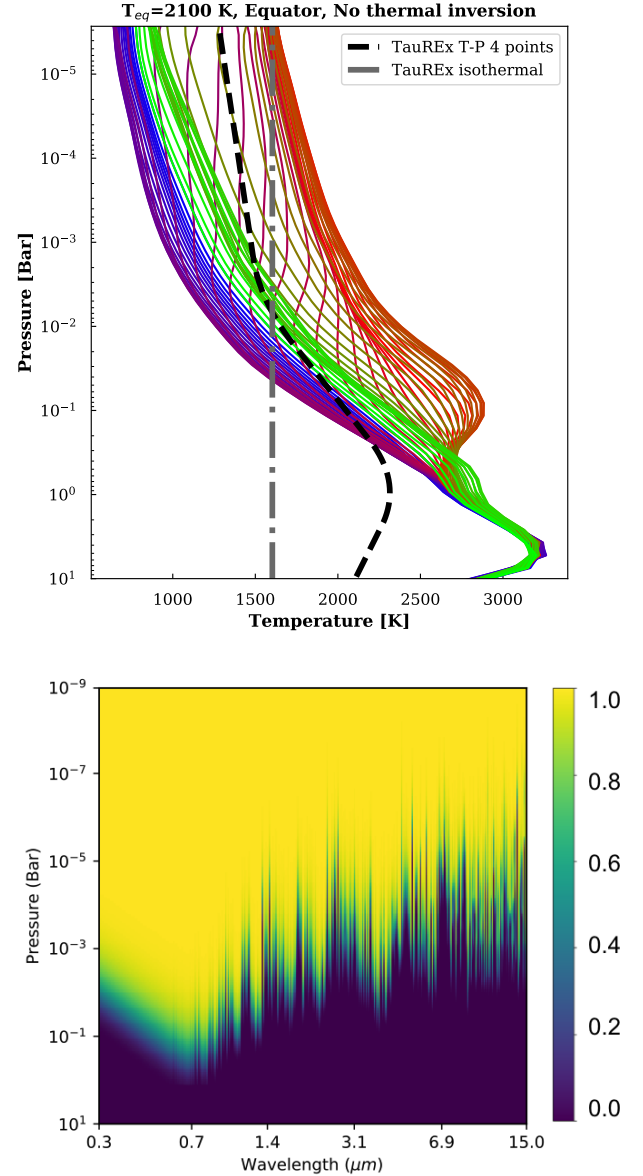 T_eq=2100 K, Equator, No thermal inversion
TauREx T-P 4 points
TauREx isothermal
Pressure [Bar]
10^-5
10^-4
10^-3
10^-2
10^-1
10^0
10^1
1000 1500 2000 2500 3000
Temperature [K]
Pressure (Bar)
10^-9
10^-7
10^-5
10^-3
10^-1
10^1
0.3 0.7 1.4 3.1 6.9 15.0
Wavelength (μm)
1.0
0.8
0.6
0.4
0.2
0.0